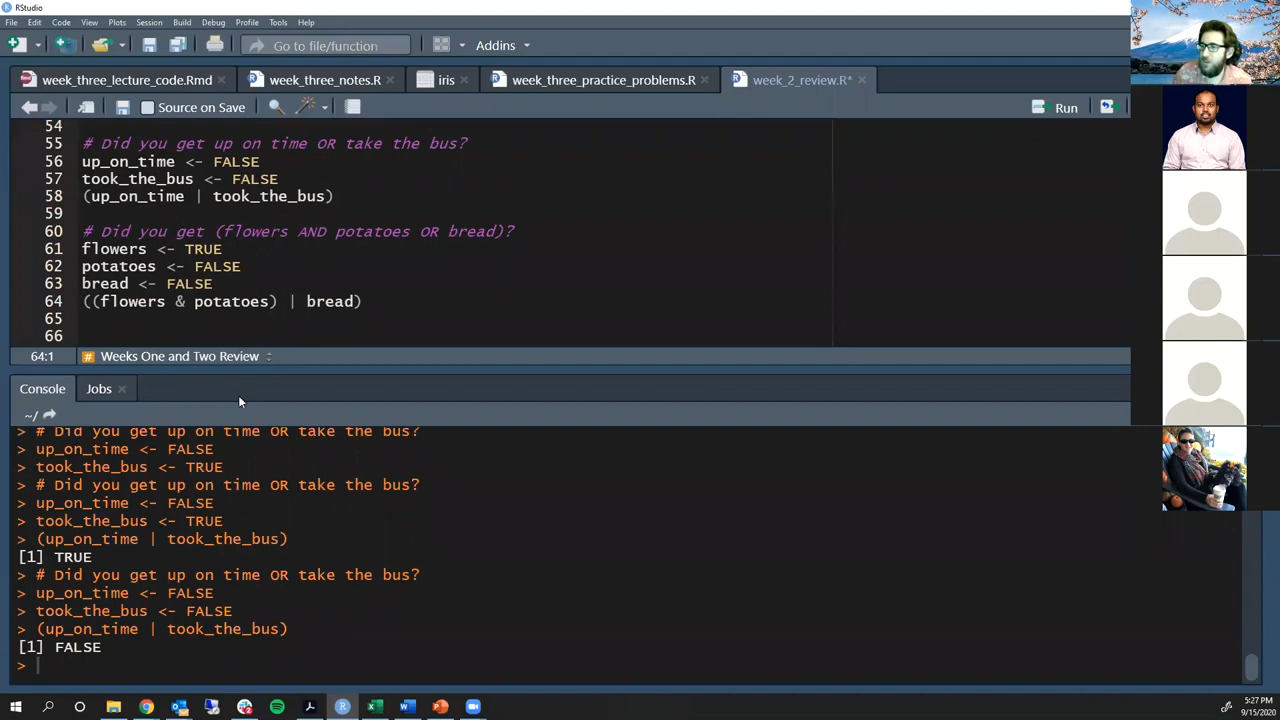 RStudio
File Edit Code View Plots Session Build Debug Profile Tools Help
Go to file/function Addins
week_three_lecture_code.Rmd week_three_notes.R iris week_three_practice_problems.R week_2_review.R*
Source on Save Run
54
55 # Did you get up on time OR take the bus?
56 up_on_time <- FALSE
57 took_the_bus <- FALSE
58 (up_on_time | took_the_bus)
59
60 # Did you get (flowers AND potatoes OR bread)?
61 flowers <- TRUE
62 potatoes <- FALSE
63 bread <- FALSE
64 ((flowers & potatoes) | bread)
65
66
64:1 # Weeks One and Two Review
Console Jobs
~/
> # Did you get up on time OR take the bus?
> up_on_time <- FALSE
> took_the_bus <- TRUE
> # Did you get up on time OR take the bus?
> up_on_time <- FALSE
> took_the_bus <- TRUE
> (up_on_time | took_the_bus)
[1] TRUE
> # Did you get up on time OR take the bus?
> up_on_time <- FALSE
> took_the_bus <- FALSE
> (up_on_time | took_the_bus)
[1] FALSE
>
5:27 PM
9/15/2020